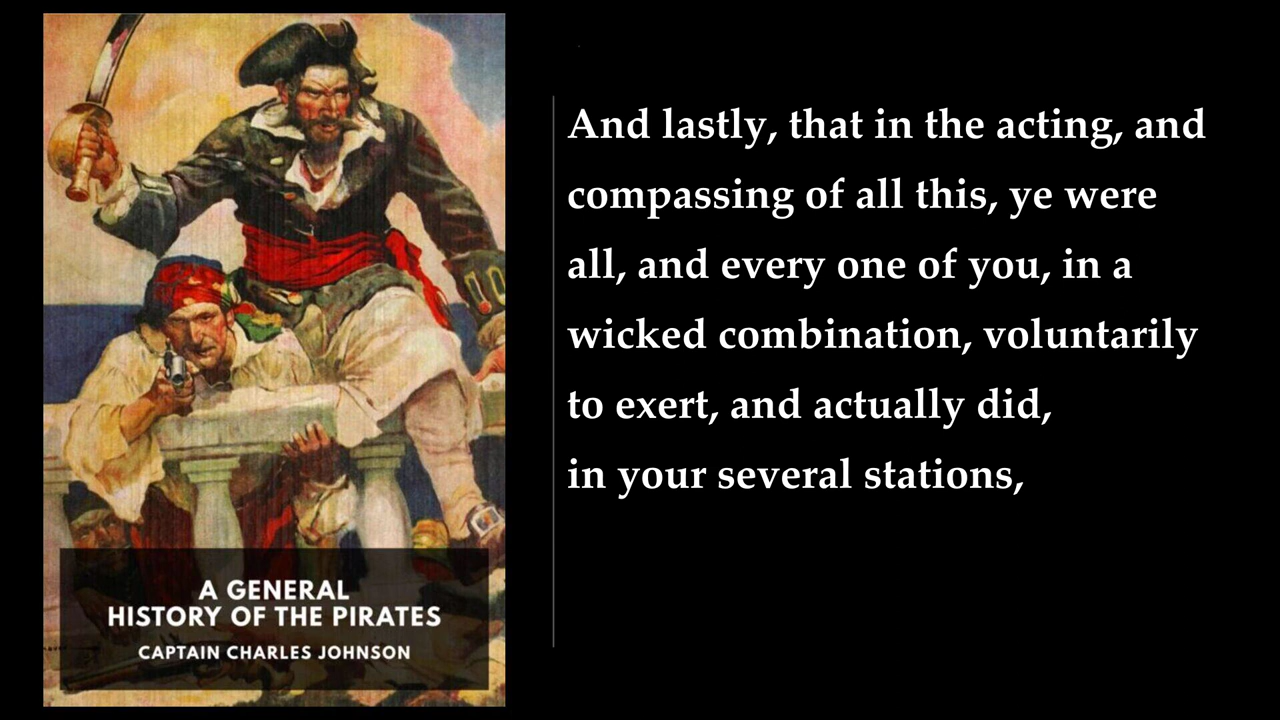 A GENERAL
HISTORY OF THE PIRATES
CAPTAIN CHARLES JOHNSON
And lastly, that in the acting, and
compassing of all this, ye were
all, and every one of you, in a
wicked combination, voluntarily
to exert, and actually did,
in your several stations,